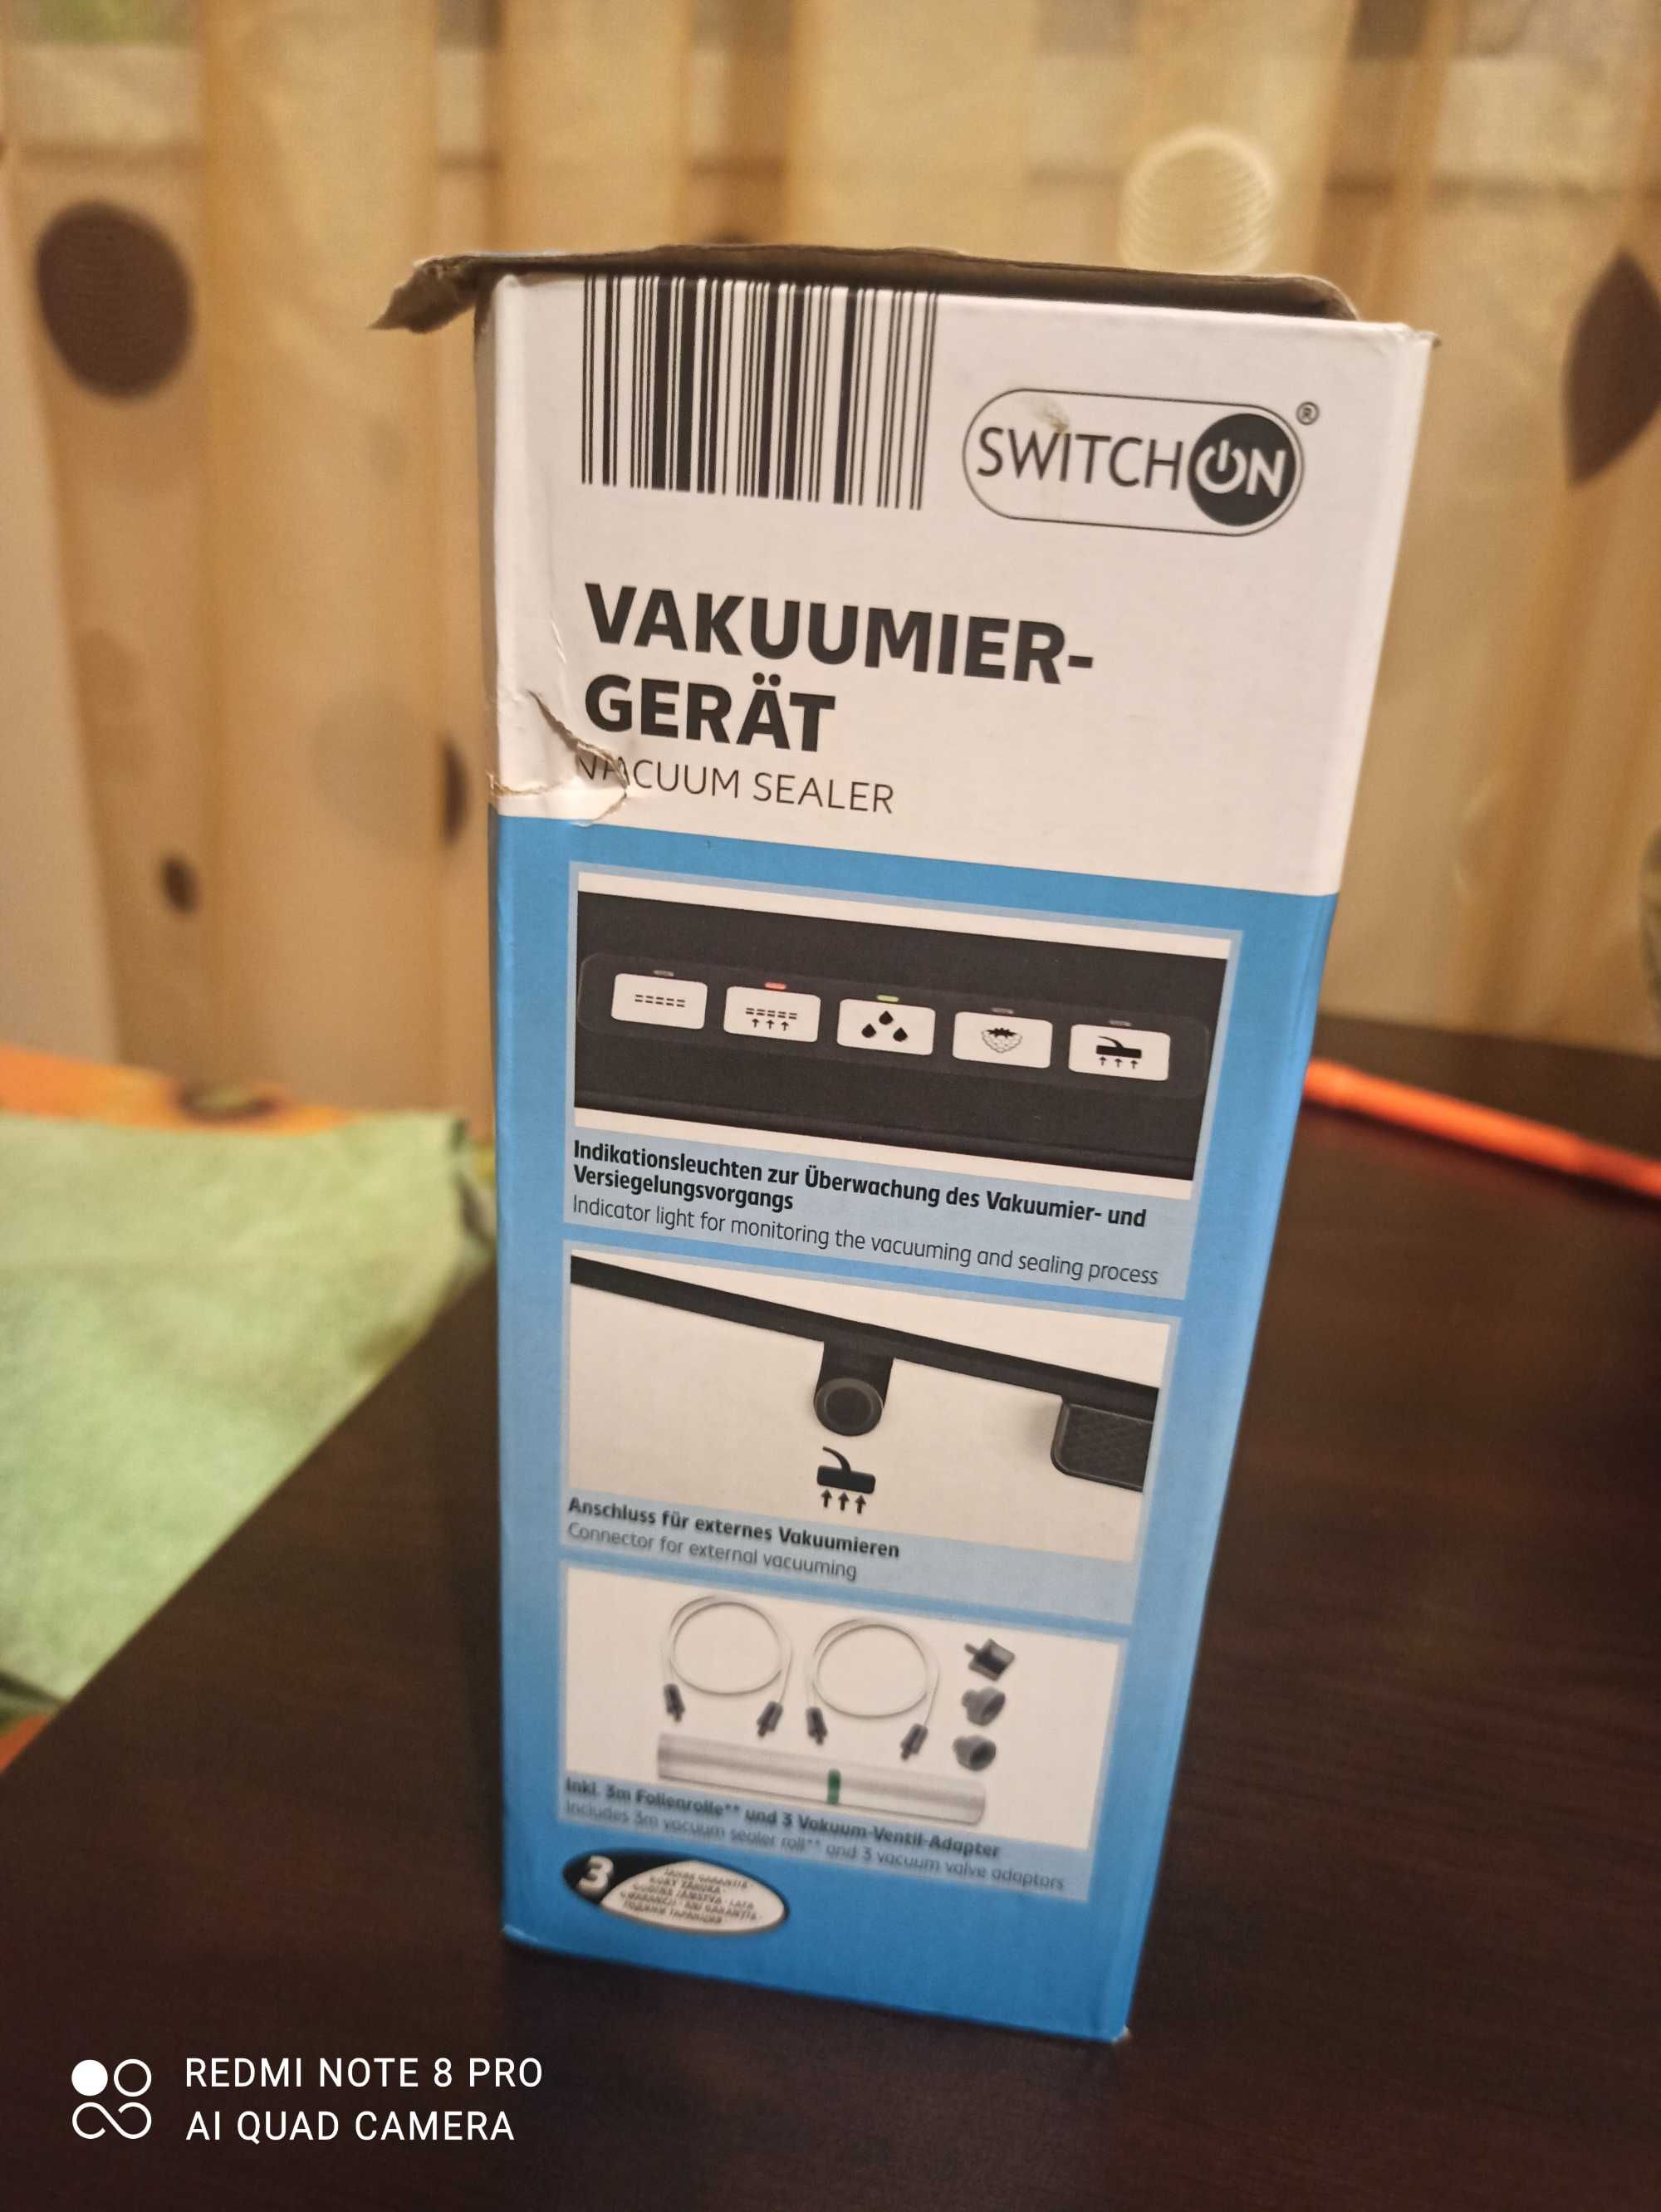 SWITCHON®
VAKUUMIER-
GERÄT
VACUUM SEALER
Indikationsleuchten zur Überwachung des Vakuumier- und
Versiegelungsvorgangs
Indicator light for monitoring the vacuuming and sealing process
Anschluss für externes Vakuumieren
Connector for external vacuuming
Inkl. 3m Folienrolle** und 3 Vakuum-Ventil-Adapter
Includes 3m vacuum sealer roll** and 3 vacuum valve adaptors
3
REDMI NOTE 8 PRO
AI QUAD CAMERA